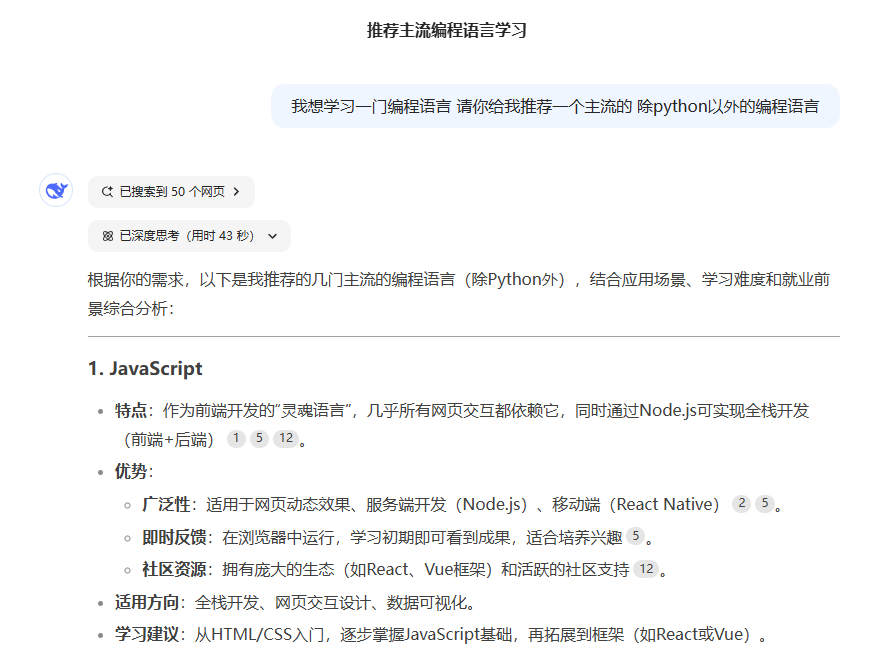 推荐主流编程语言学习
我想学习一门编程语言 请你给我推荐一个主流的 除python以外的编程语言
已搜索到 50 个网页
已深度思考（用时 43 秒）
根据你的需求，以下是我推荐的几门主流的编程语言（除Python外），结合应用场景、学习难度和就业前
景综合分析：
1. JavaScript
特点：作为前端开发的“灵魂语言”，几乎所有网页交互都依赖它，同时通过Node.js可实现全栈开发
（前端+后端） 1 5 12 。
优势：
广泛性：适用于网页动态效果、服务端开发（Node.js）、移动端（React Native） 2 5 。
即时反馈：在浏览器中运行，学习初期即可看到成果，适合培养兴趣 5 。
社区资源：拥有庞大的生态（如React、Vue框架）和活跃的社区支持 12 。
适用方向：全栈开发、网页交互设计、数据可视化。
学习建议：从HTML/CSS入门，逐步掌握JavaScript基础，再拓展到框架（如React或Vue）。